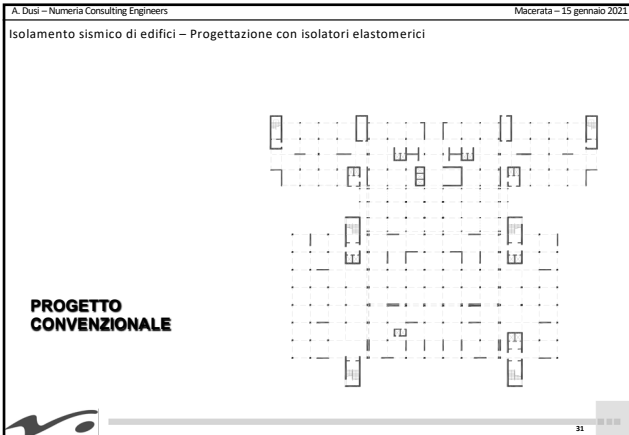 A. Dusi – Numeria Consulting Engineers
Macerata – 15 gennaio 2021
Isolamento sismico di edifici – Progettazione con isolatori elastomerici
PROGETTO
CONVENZIONALE
31